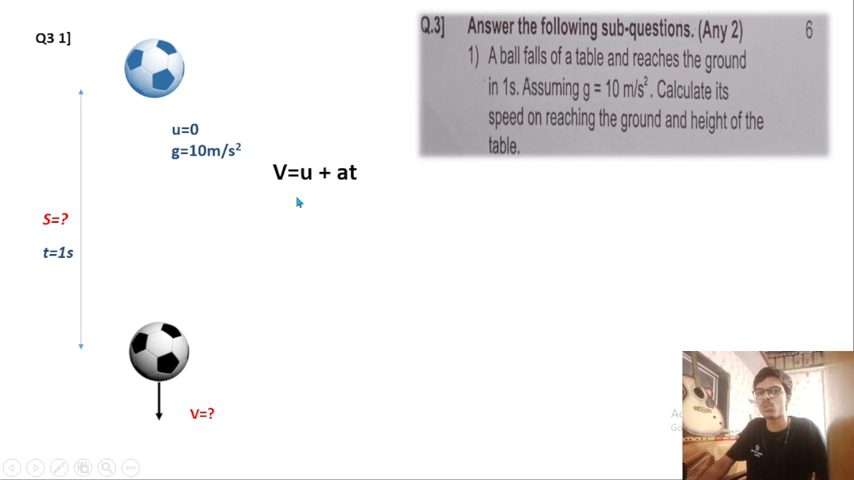 Q3 1]
u=0
g=10m/s²
V=u + at
S=?
t=1s
V=?
Q.3] Answer the following sub-questions. (Any 2) 6
1) A ball falls of a table and reaches the ground
in 1s. Assuming g = 10 m/s². Calculate its
speed on reaching the ground and height of the
table.